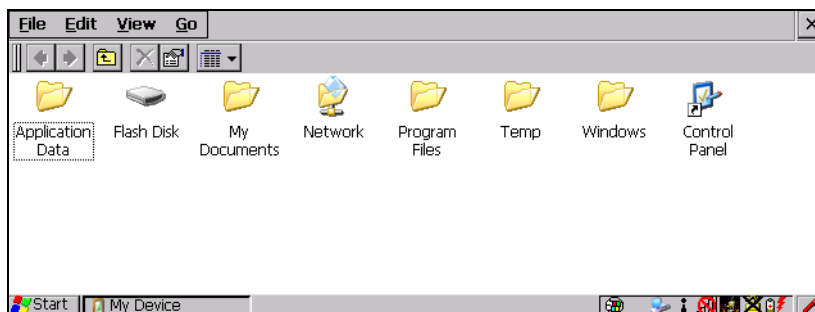 File Edit View Go
Application Data
Flash Disk
My Documents
Network
Program Files
Temp
Windows
Control Panel
Start
My Device